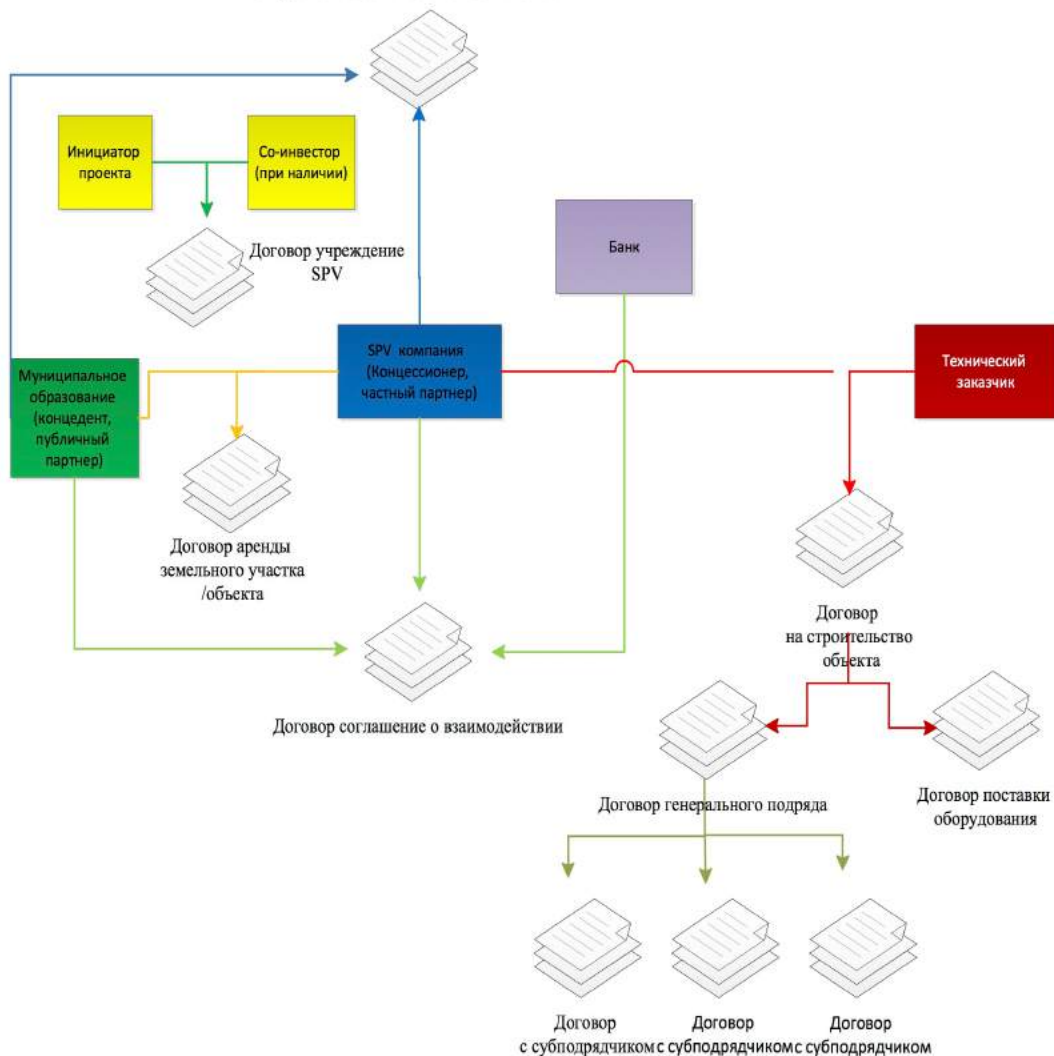 Инициатор
проекта
Со-инвестор
(при наличии)
Договор учреждение
SPV
Банк
SPV компания
(Концессионер,
частный партнер)
Технический
заказчик
Муниципальное
образование
(концедент,
публичный
партнер)
Договор аренды
земельного участка
/объекта
Договор
на строительство
объекта
Договор соглашение о взаимодействии
Договор генерального подряда
Договор поставки
оборудования
Договор
с субподрядчиком
Договор
с субподрядчиком
Договор
с субподрядчиком